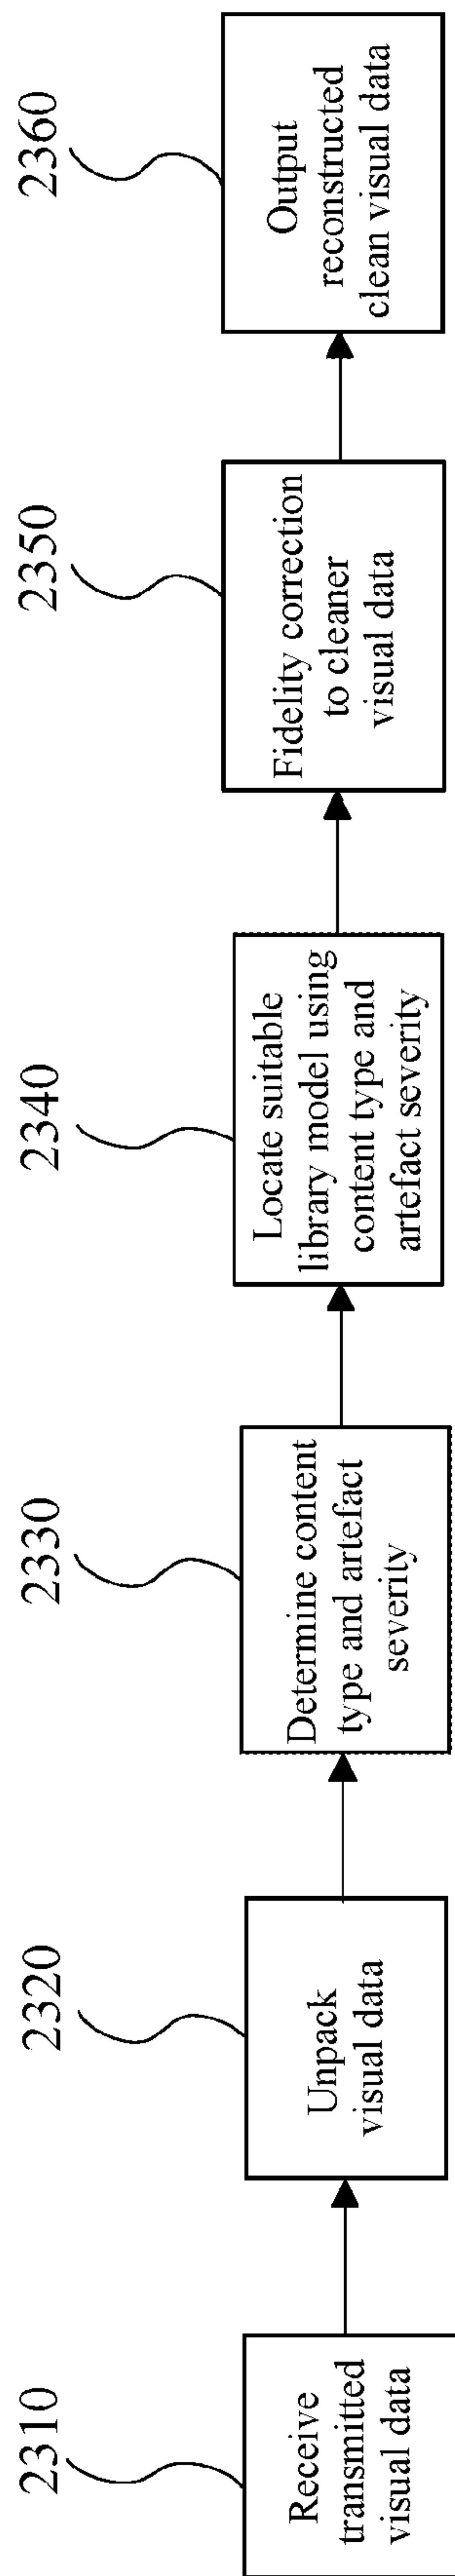 2310
Receive
transmitted
visual data
2320
Unpack
visual data
2330
Determine content
type and artefact
severity
2340
Locate suitable
library model using
content type and
artefact severity
2350
Fidelity correction
to cleaner
visual data
2360
Output
reconstructed
clean visual data